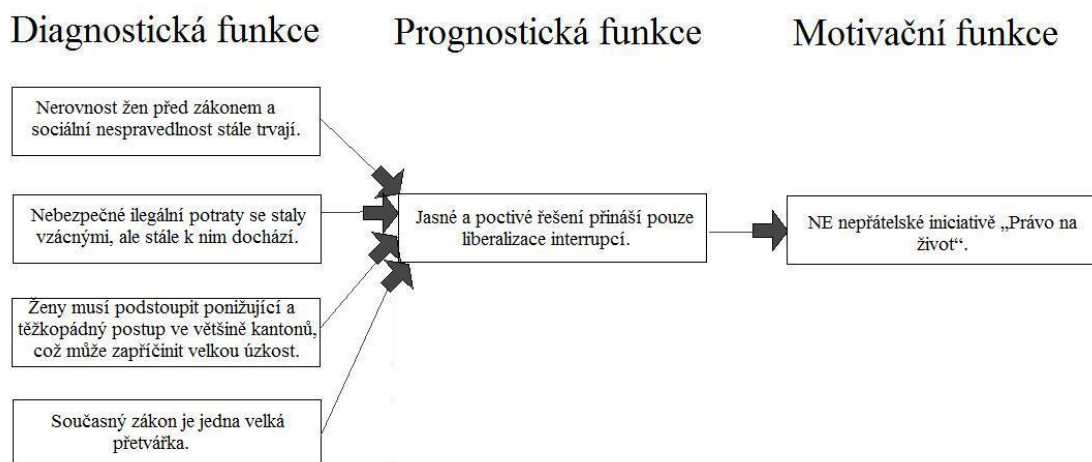 Diagnostická funkce
Prognostická funkce
Motivační funkce
Nerovnost žen před zákonem a
sociální nespravedlnost stále trvají.
Nebezpečné ilegální potraty se staly
vzácnými, ale stále k nim dochází.
Ženy musí podstoupit ponižující a
těžkopádný postup ve většině kantonů,
což může zapříčinit velkou úzkost.
Současný zákon je jedna velká
přetvářka.
Jasné a poctivé řešení přináší pouze
liberalizace interrupcí.
NE nepřátelské iniciativě „Právo na
život“.